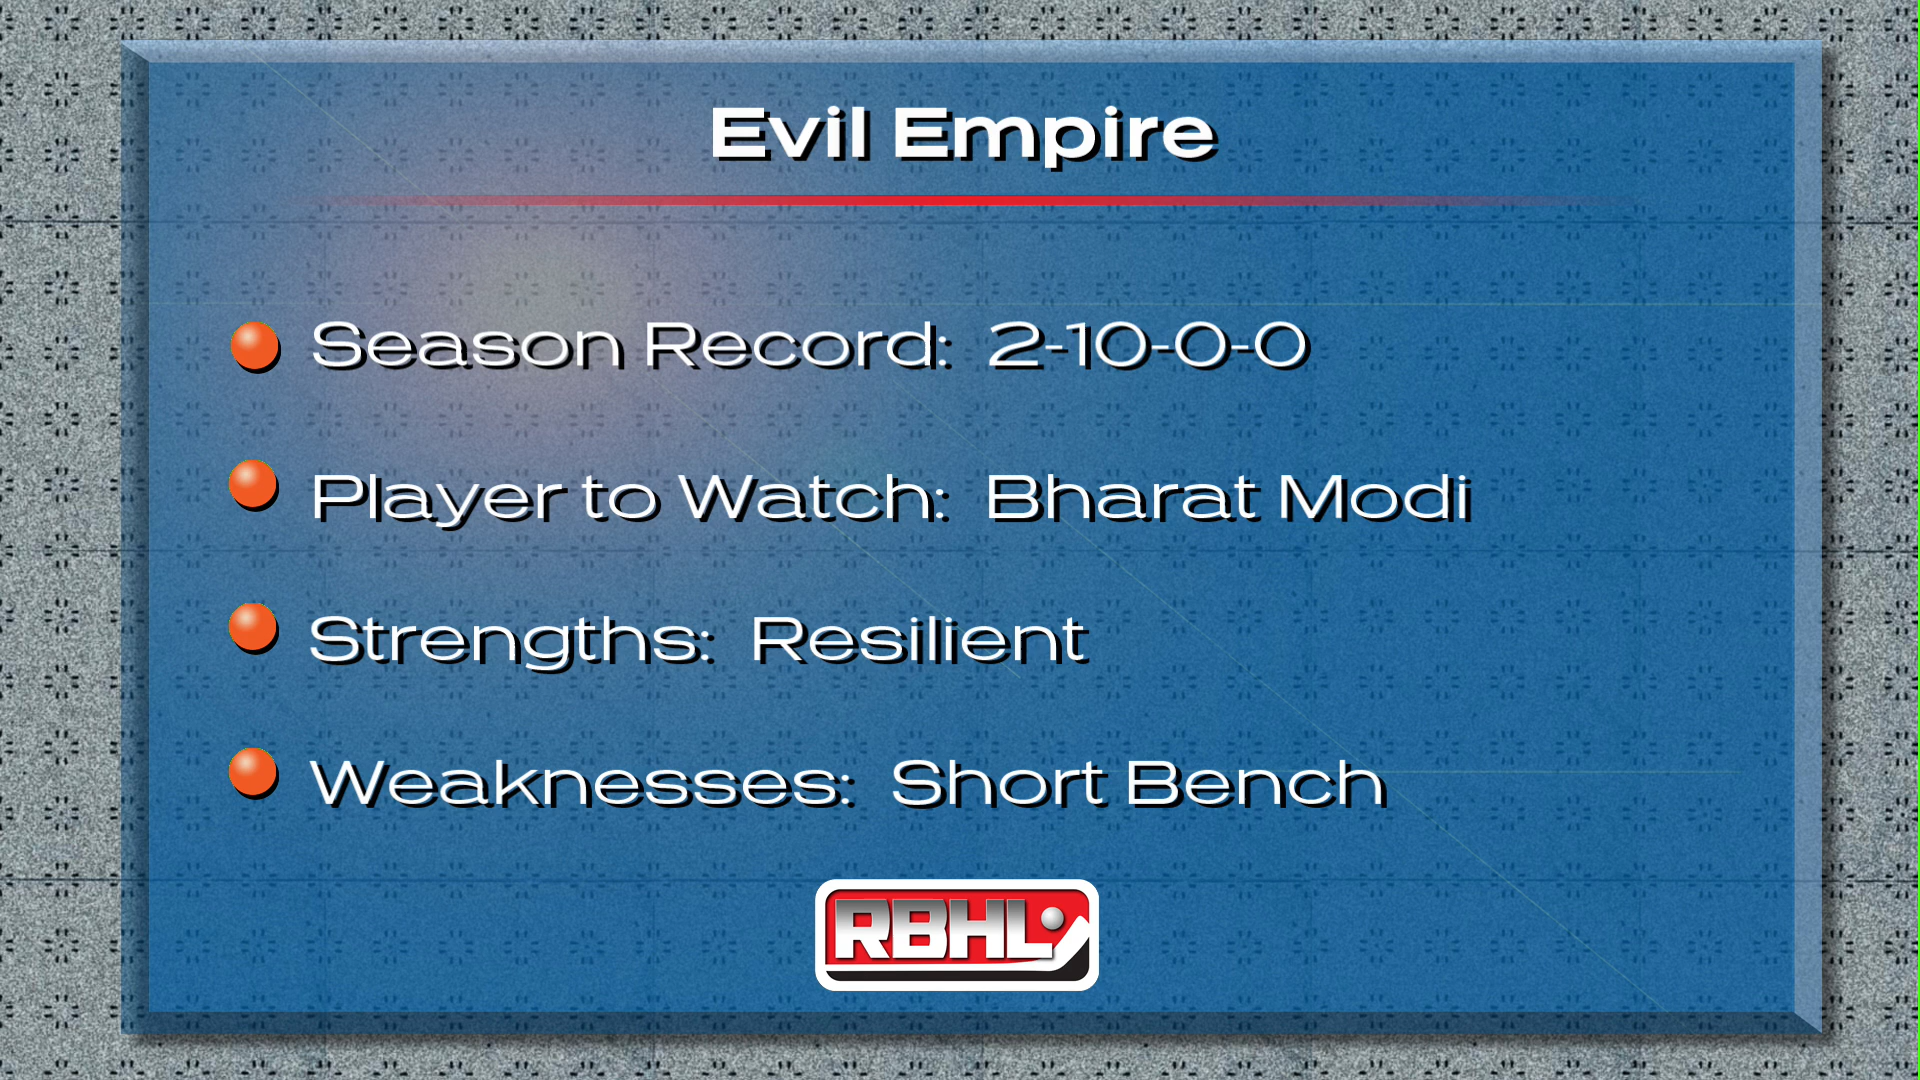 Evil Empire
Season Record: 2-10-0-0
Player to Watch: Bharat Modi
Strengths: Resilient
Weaknesses: Short Bench
RBHL